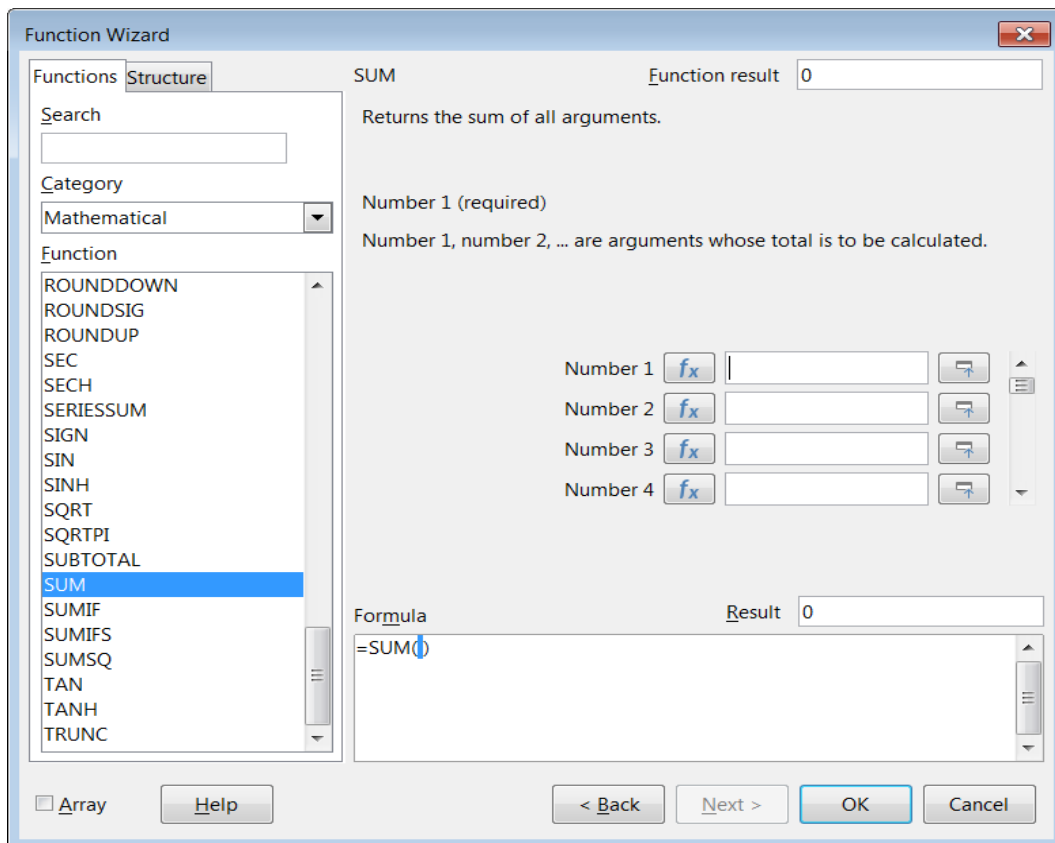 Function Wizard
Functions
Structure
Search
Category
Mathematical
Function
ROUNDDOWN
ROUNDSIG
ROUNDUP
SEC
SECH
SERIESSUM
SIGN
SIN
SINH
SQRT
SQRTPI
SUBTOTAL
SUM
SUMIF
SUMIFS
SUMSQ
TAN
TANH
TRUNC
SUM
Function result 0
Returns the sum of all arguments.
Number 1 (required)
Number 1, number 2, ... are arguments whose total is to be calculated.
Number 1 fx
Number 2 fx
Number 3 fx
Number 4 fx
Formula
Result 0
=SUM()
Array
Help
< Back
Next >
OK
Cancel